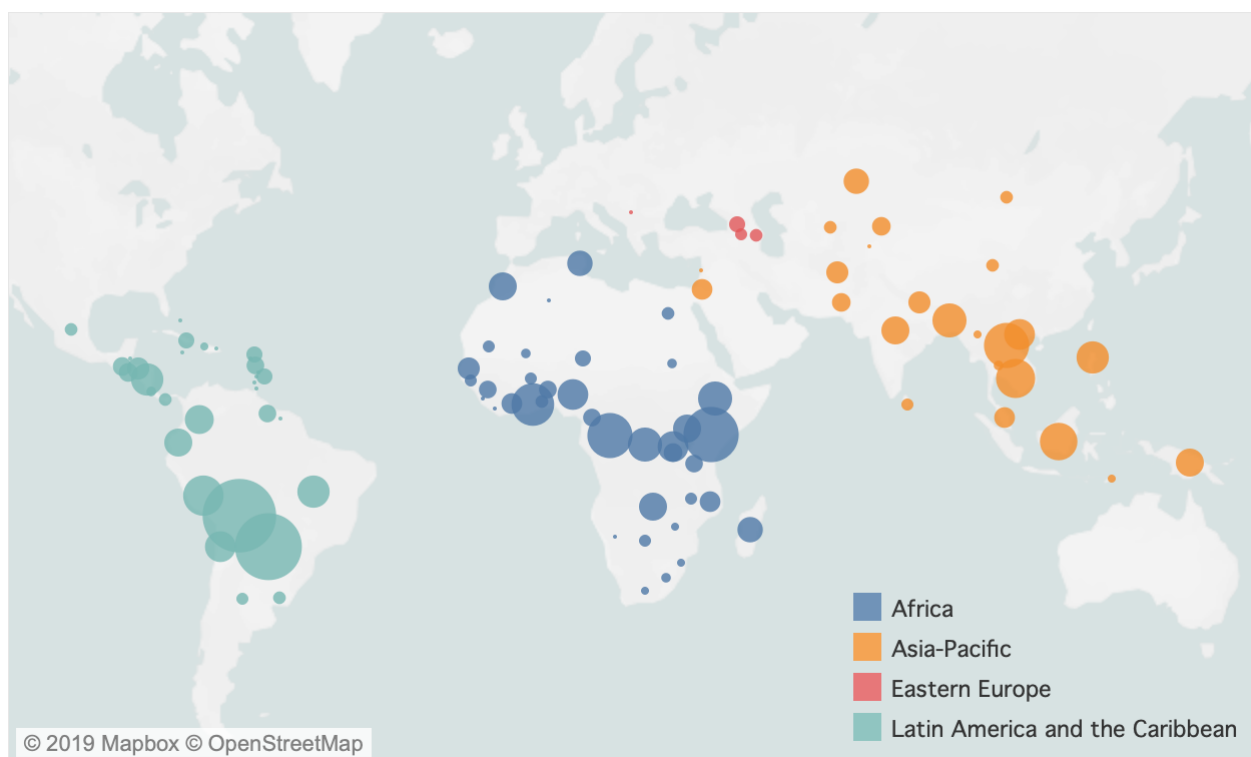 Africa
Asia-Pacific
Eastern Europe
Latin America and the Caribbean
© 2019 Mapbox © OpenStreetMap